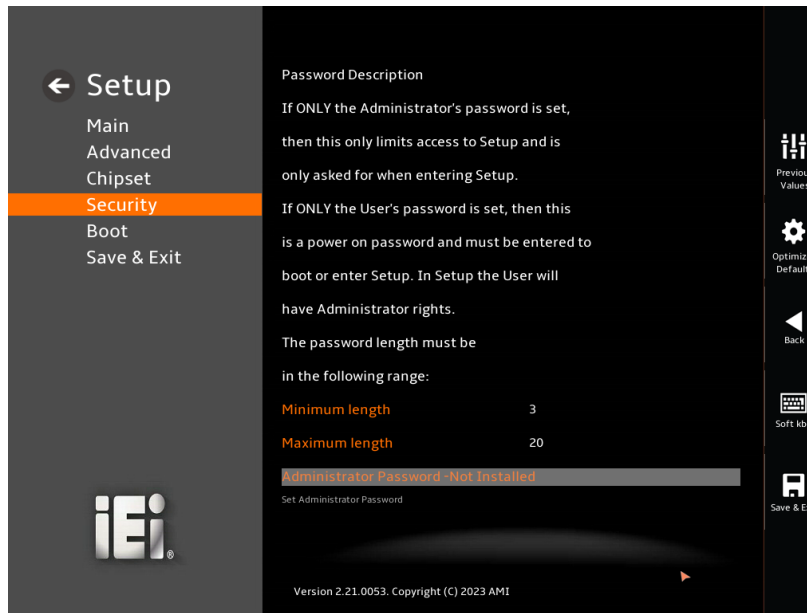 Setup
Main
Advanced
Chipset
Security
Boot
Save & Exit
iEi®
Password Description
If ONLY the Administrator's password is set,
then this only limits access to Setup and is
only asked for when entering Setup.
If ONLY the User's password is set, then this
is a power on password and must be entered to
boot or enter Setup. In Setup the User will
have Administrator rights.
The password length must be
in the following range:
Minimum length 3
Maximum length 20
Administrator Password -Not Installed
Set Administrator Password
Version 2.21.0053. Copyright (C) 2023 AMI
Previou
Values
Optimiz
Default
Back
Soft kb
Save & E